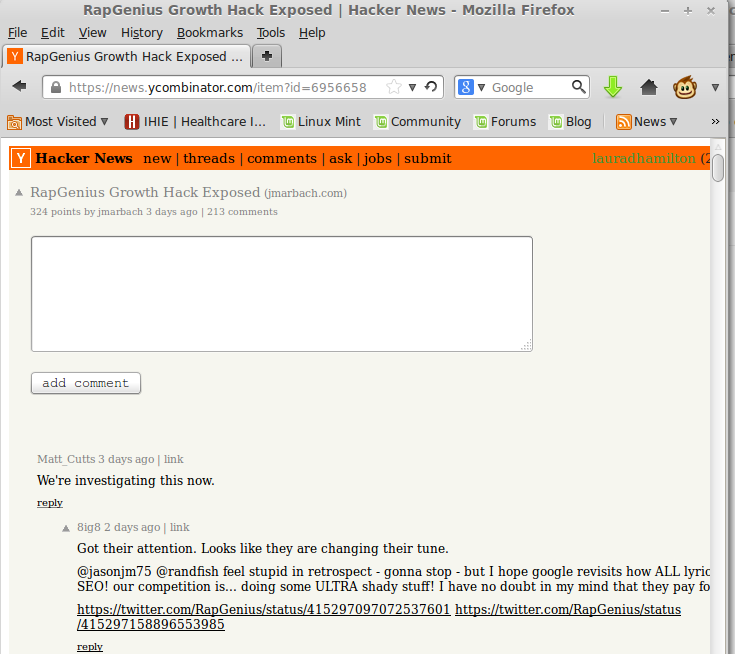 RapGenius Growth Hack Exposed | Hacker News - Mozilla Firefox
File Edit View History Bookmarks Tools Help
Y RapGenius Growth Hack Exposed ...
https://news.ycombinator.com/item?id=6956658 8 Google
Most Visited H IHIE | Healthcare I... Linux Mint Community Forums Blog News »
Y Hacker News new | threads | comments | ask | jobs | submit lauradhamilton (2
RapGenius Growth Hack Exposed (jmarbach.com)
324 points by jmarbach 3 days ago | 213 comments
add comment
Matt_Cutts 3 days ago | link
We're investigating this now.
reply
8ig8 2 days ago | link
Got their attention. Looks like they are changing their tune.
@jasonjm75 @randfish feel stupid in retrospect - gonna stop - but I hope google revisits how ALL lyric
SEO! our competition is... doing some ULTRA shady stuff! I have no doubt in my mind that they pay fo
https://twitter.com/RapGenius/status/415297097072537601 https://twitter.com/RapGenius/status
/415297158896553985
reply